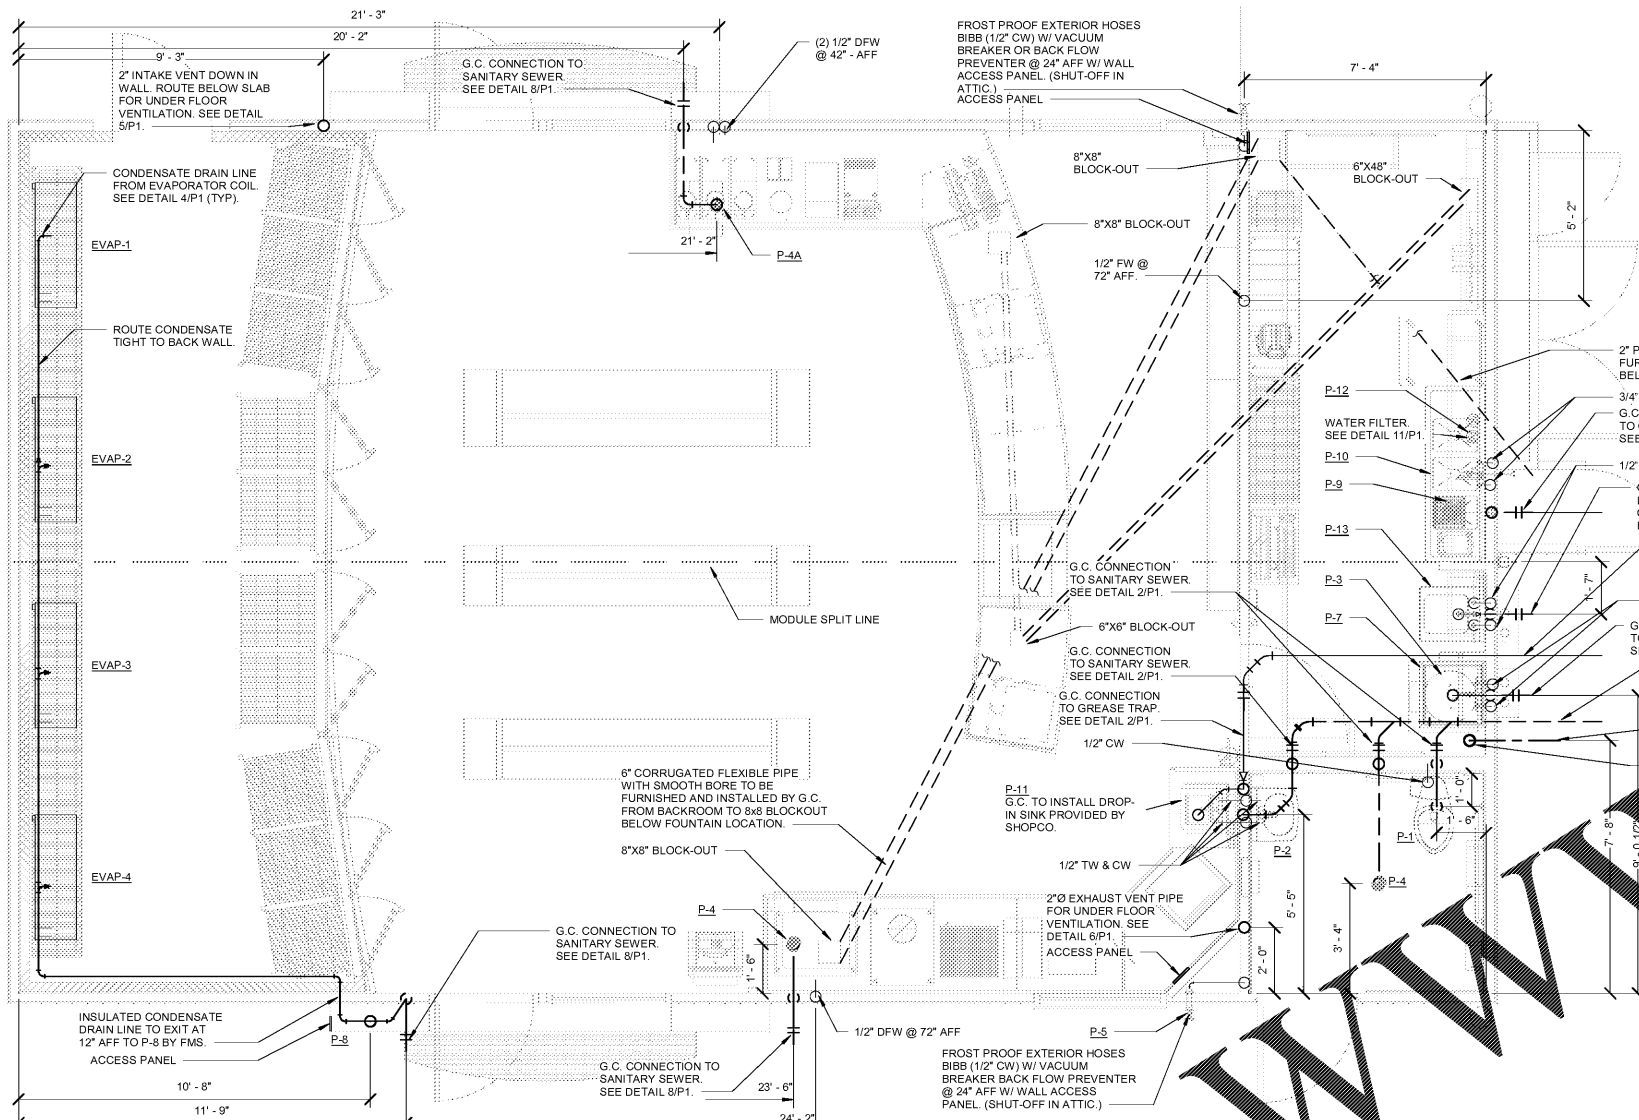 21' - 3"
20' - 2"
9' - 3"
2" INTAKE VENT DOWN IN
WALL. ROUTE BELOW SLAB
FOR UNDER FLOOR
VENTILATION. SEE DETAIL
5/P1.
G.C. CONNECTION TO
SANITARY SEWER.
SEE DETAIL 8/P1.
(2) 1/2" DFW
@ 42" - AFF
FROST PROOF EXTERIOR HOSES
BIBB (1/2" CW) W/ VACUUM
BREAKER OR BACK FLOW
PREVENTER @ 24" AFF W/ WALL
ACCESS PANEL. (SHUT-OFF IN
ATTIC.)
ACCESS PANEL
7' - 4"
CONDENSATE DRAIN LINE
FROM EVAPORATOR COIL.
SEE DETAIL 4/P1 (TYP).
EVAP-1
8"X8"
BLOCK-OUT
6"X48"
BLOCK-OUT
5' - 2"
8"X8" BLOCK-OUT
21' - 2"
P-4A
1/2" FW @
72" AFF.
ROUTE CONDENSATE
TIGHT TO BACK WALL.
2" P
FUR
BEL
P-12
3/4"
G.C
TO
SEE
WATER FILTER.
SEE DETAIL 11/P1.
EVAP-2
P-10
1/2"
P-9
P-13
G.C. CONNECTION
TO SANITARY SEWER.
SEE DETAIL 2/P1.
P-3
1' - 7"
MODULE SPLIT LINE
6"X6" BLOCK-OUT
P-7
G
TO
S
EVAP-3
G.C. CONNECTION
TO SANITARY SEWER.
SEE DETAIL 2/P1.
G.C. CONNECTION
TO GREASE TRAP.
SEE DETAIL 2/P1.
1/2" CW
6" CORRUGATED FLEXIBLE PIPE
WITH SMOOTH BORE TO BE
FURNISHED AND INSTALLED BY G.C.
FROM BACKROOM TO 8x8 BLOCKOUT
BELOW FOUNTAIN LOCATION.
P-11
G.C. TO INSTALL DROP-
IN SINK PROVIDED BY
SHOPCO.
1' - 0"
1' - 6"
P-1
P-2
7' - 8"
9' - 0 1/2"
8"X8" BLOCK-OUT
1/2" TW & CW
EVAP-4
P-4
2"Ø EXHAUST VENT PIPE
FOR UNDER FLOOR
VENTILATION. SEE
DETAIL 6/P1.
ACCESS PANEL
5' - 5"
P-4
3' - 4"
2' - 0"
G.C. CONNECTION TO
SANITARY SEWER.
SEE DETAIL 8/P1.
1' - 6"
INSULATED CONDENSATE
DRAIN LINE TO EXIT AT
12" AFF TO P-8 BY FMS.
ACCESS PANEL
P-8
1/2" DFW @ 72" AFF
P-5
G.C. CONNECTION TO
SANITARY SEWER.
SEE DETAIL 8/P1.
FROST PROOF EXTERIOR HOSES
BIBB (1/2" CW) W/ VACUUM
BREAKER BACK FLOW PREVENTER
@ 24" AFF W/ WALL ACCESS
PANEL. (SHUT-OFF IN ATTIC.)
10' - 8"
11' - 9"
23' - 6"
24' - 2"
WWW